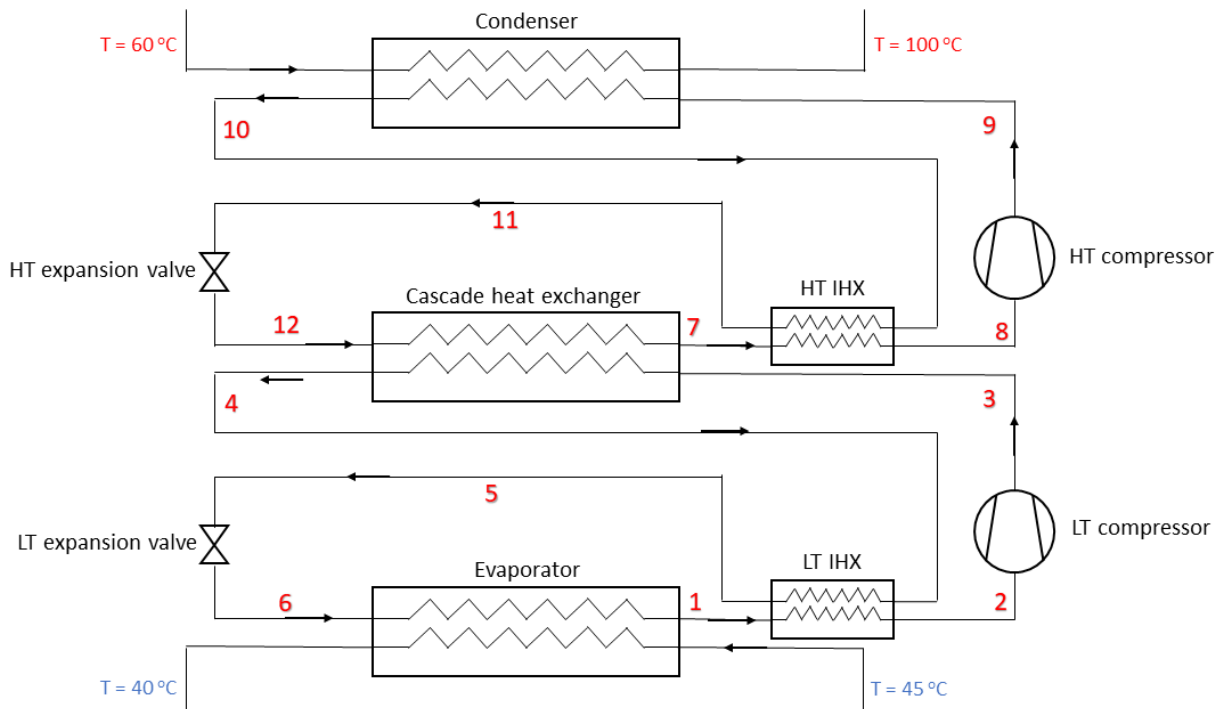 Condenser
T = 60 °C
T = 100 °C
10
9
11
HT expansion valve
HT compressor
Cascade heat exchanger
HT IHX
12
7
8
4
3
5
LT expansion valve
LT compressor
Evaporator
LT IHX
6
1
2
T = 40 °C
T = 45 °C